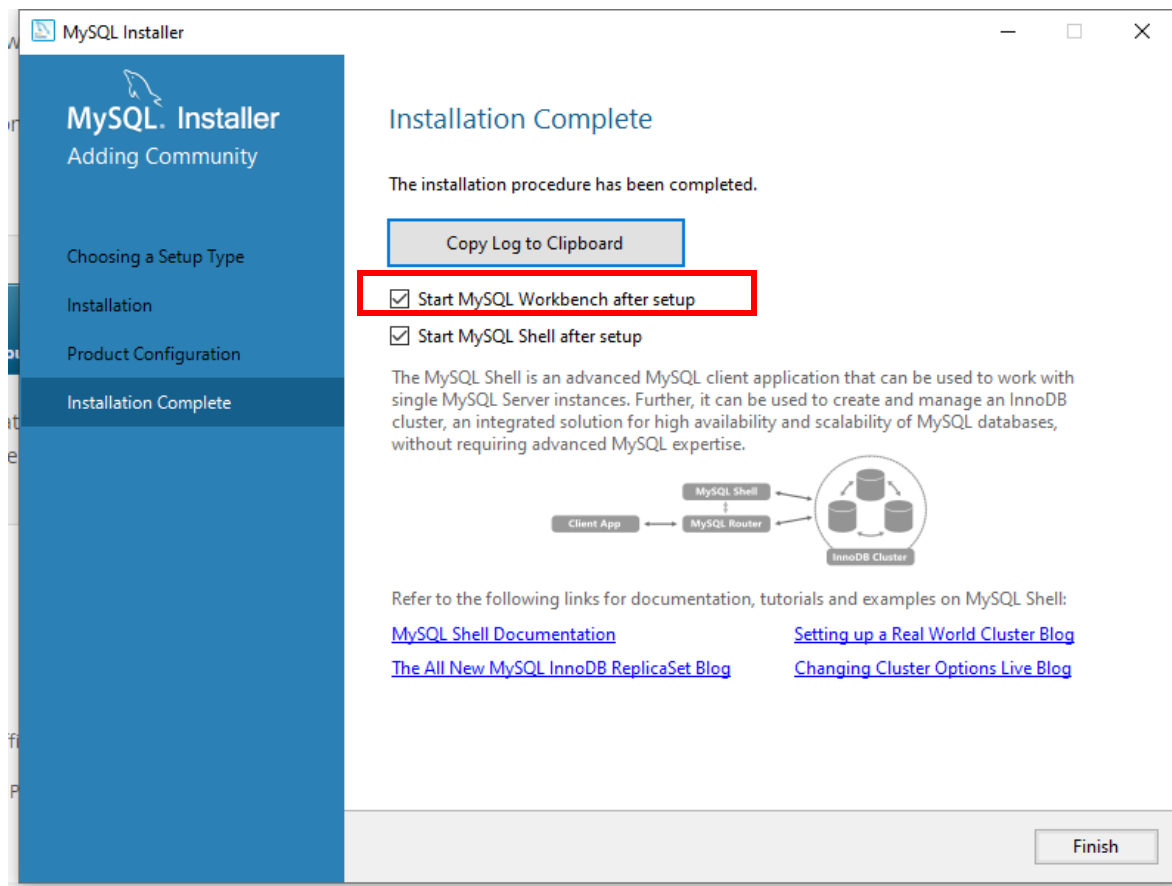 MySQL Installer
MySQL. Installer
Adding Community
Choosing a Setup Type
Installation
Product Configuration
Installation Complete
Installation Complete
The installation procedure has been completed.
Copy Log to Clipboard
Start MySQL Workbench after setup
Start MySQL Shell after setup
The MySQL Shell is an advanced MySQL client application that can be used to work with
single MySQL Server instances. Further, it can be used to create and manage an InnoDB
cluster, an integrated solution for high availability and scalability of MySQL databases,
without requiring advanced MySQL expertise.
MySQL Shell
Client App
MySQL Router
InnoDB Cluster
Refer to the following links for documentation, tutorials and examples on MySQL Shell:
MySQL Shell Documentation
Setting up a Real World Cluster Blog
The All New MySQL InnoDB ReplicaSet Blog
Changing Cluster Options Live Blog
Finish